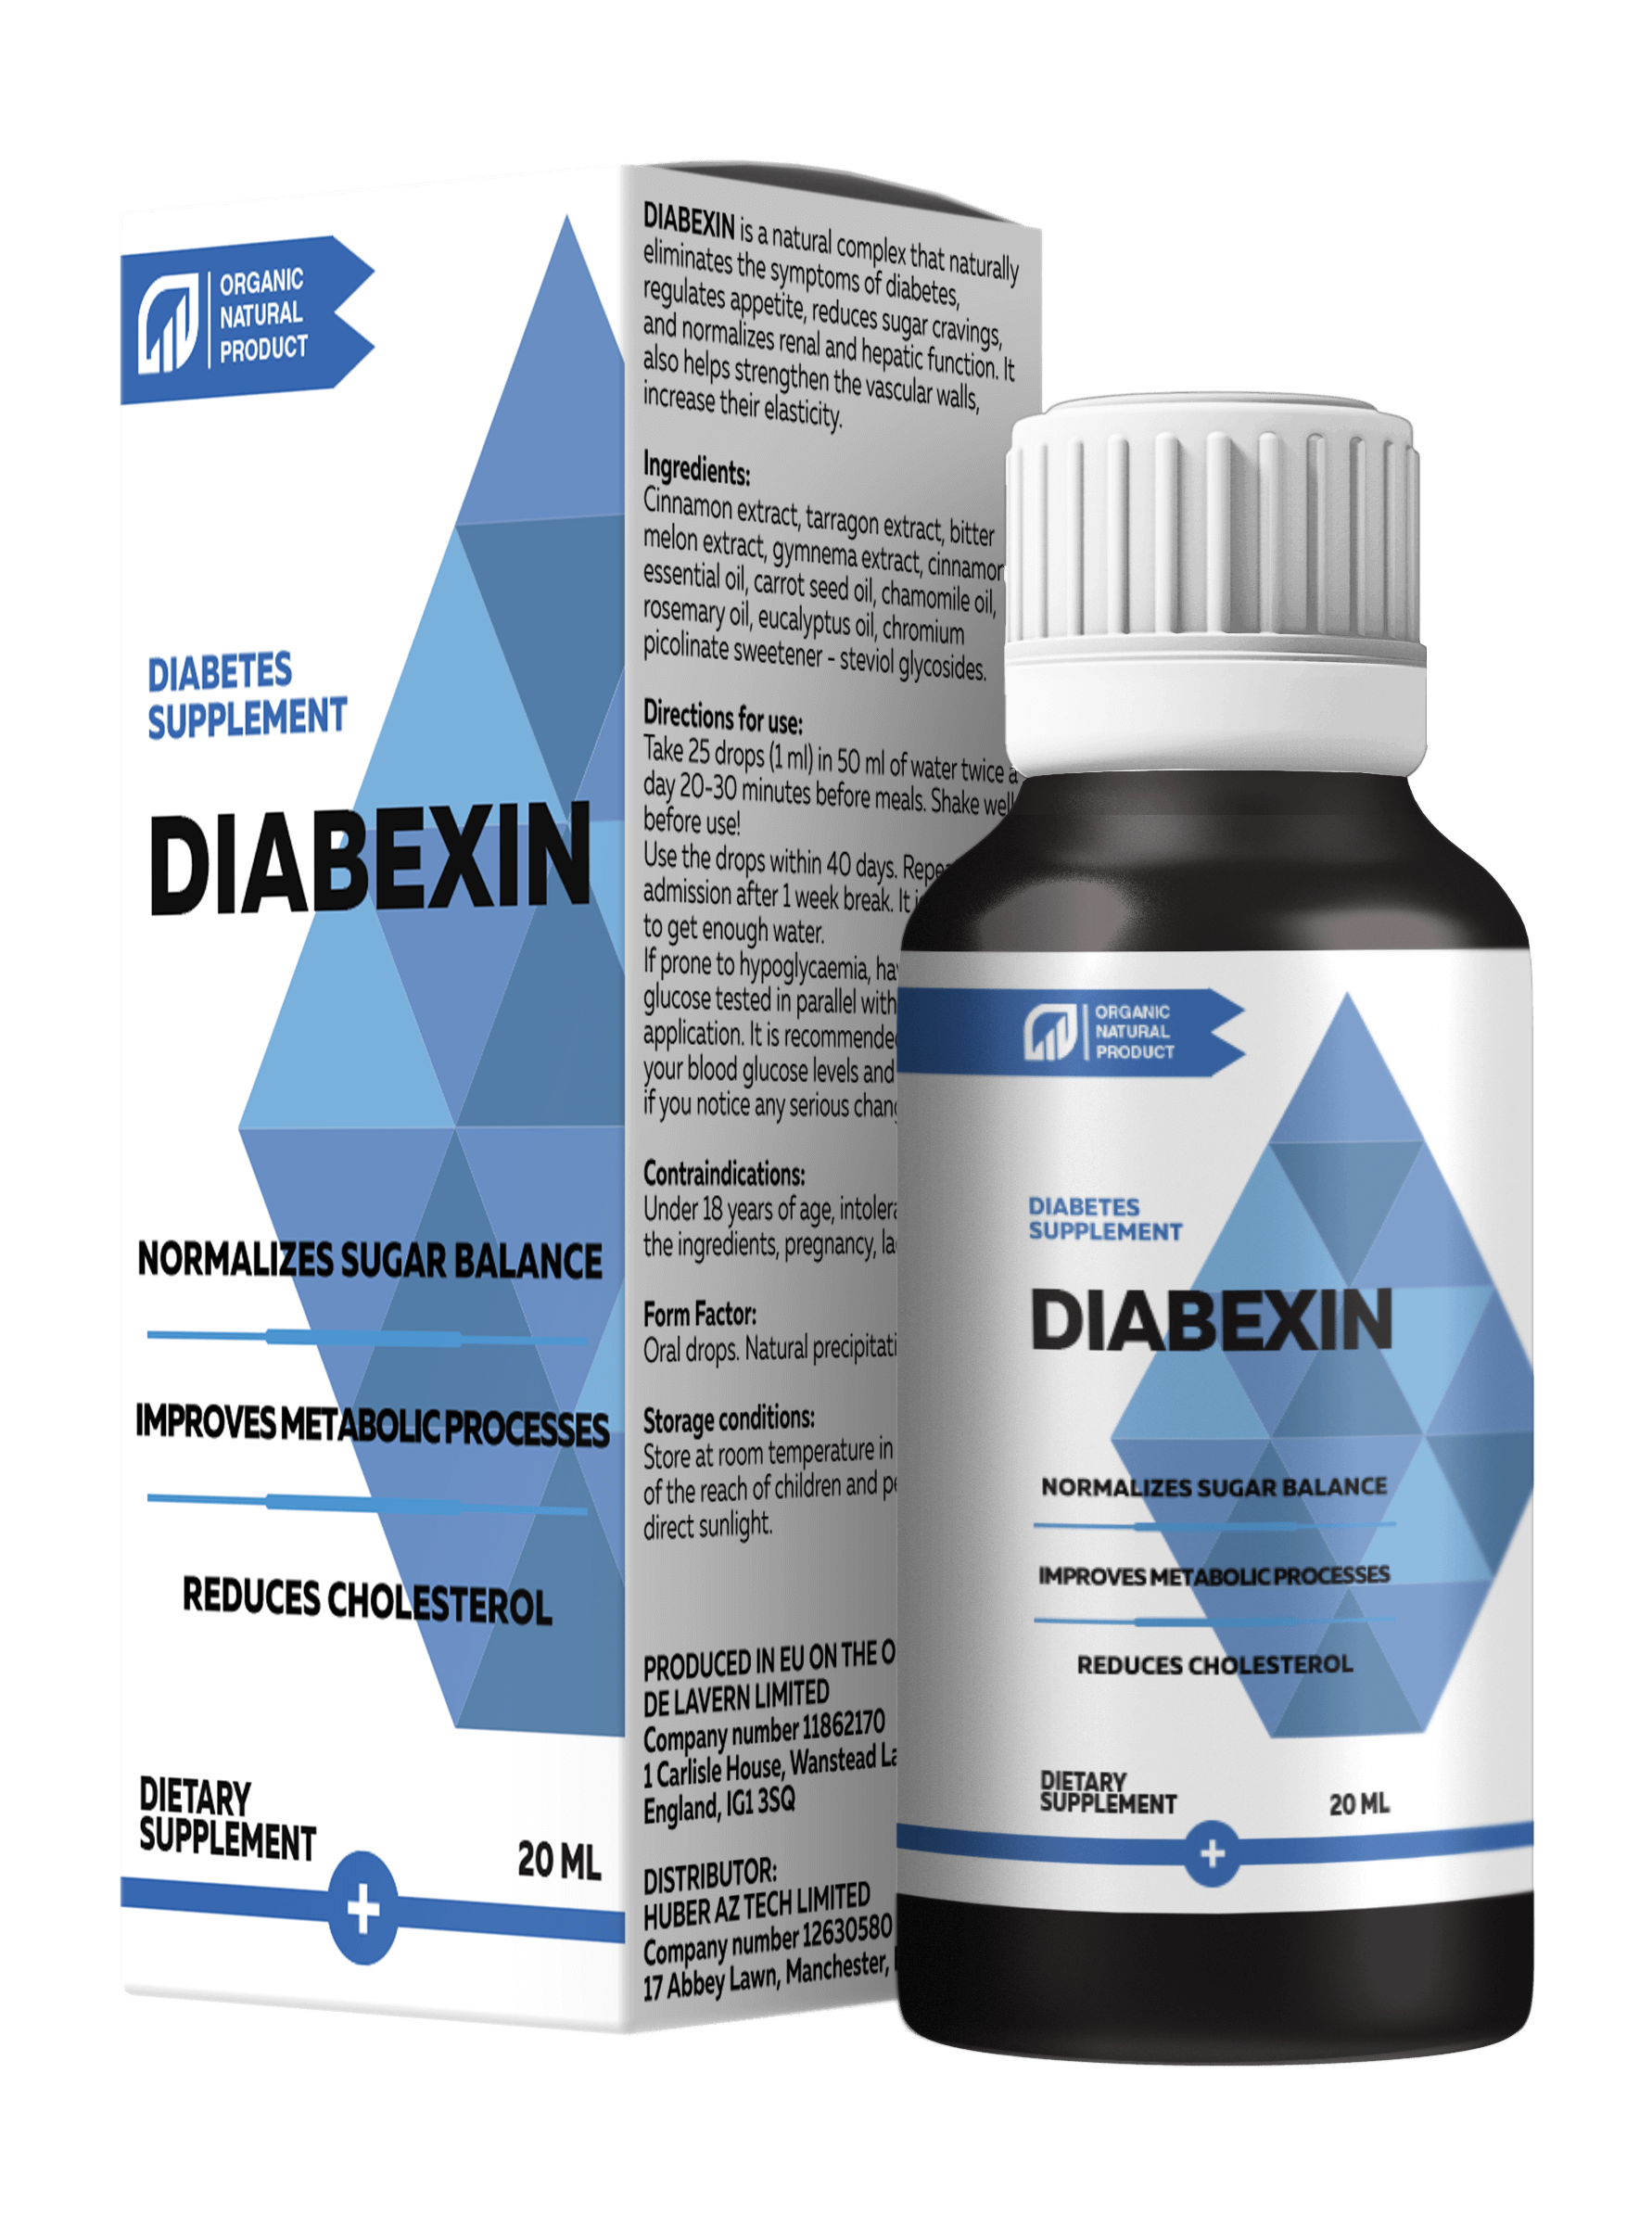 ORGANIC
NATURAL
PRODUCT
DIABETES
SUPPLEMENT
DIABEXIN
NORMALIZES SUGAR BALANCE
IMPROVES METABOLIC PROCESSES
REDUCES CHOLESTEROL
DIETARY
SUPPLEMENT
20 ML
DIABEXIN is a natural complex that naturally
eliminates the symptoms of diabetes,
regulates appetite, reduces sugar cravings,
and normalizes renal and hepatic function. It
also helps strengthen the vascular walls,
increase their elasticity.
Ingredients:
Cinnamon extract, tarragon extract, bitter
melon extract, gymnema extract, cinnamon
essential oil, carrot seed oil, chamomile oil,
rosemary oil, eucalyptus oil, chromium
picolinate sweetener - steviol glycosides.
Directions for use:
Take 25 drops (1 ml) in 50 ml of water twice a
day 20-30 minutes before meals. Shake well
before use!
Use the drops within 40 days.
admission after 1 week break. It
to get enough water.
If prone to hypoglycaemia,
glucose tested in parallel with
application. It is
your blood glucose levels and
if you notice any serious
Contraindications:
Under 18 years of age,
the ingredients, pregnancy,
Form Factor:
Oral drops. Natural
Storage conditions:
Store at room temperature in
of the reach of children and
direct sunlight.
PRODUCED IN EU ON THE
DE LAVERN LIMITED
Company number 11862170
1 Carlisle House, Wanstead
England, IG1 3SQ
DISTRIBUTOR:
HUBER AZ TECH LIMITED
Company number 12630580
17 Abbey Lawn, Manchester,
ORGANIC
NATURAL
PRODUCT
DIABETES
SUPPLEMENT
DIABEXIN
NORMALIZES SUGAR BALANCE
IMPROVES METABOLIC PROCESSES
REDUCES CHOLESTEROL
DIETARY
SUPPLEMENT
20 ML